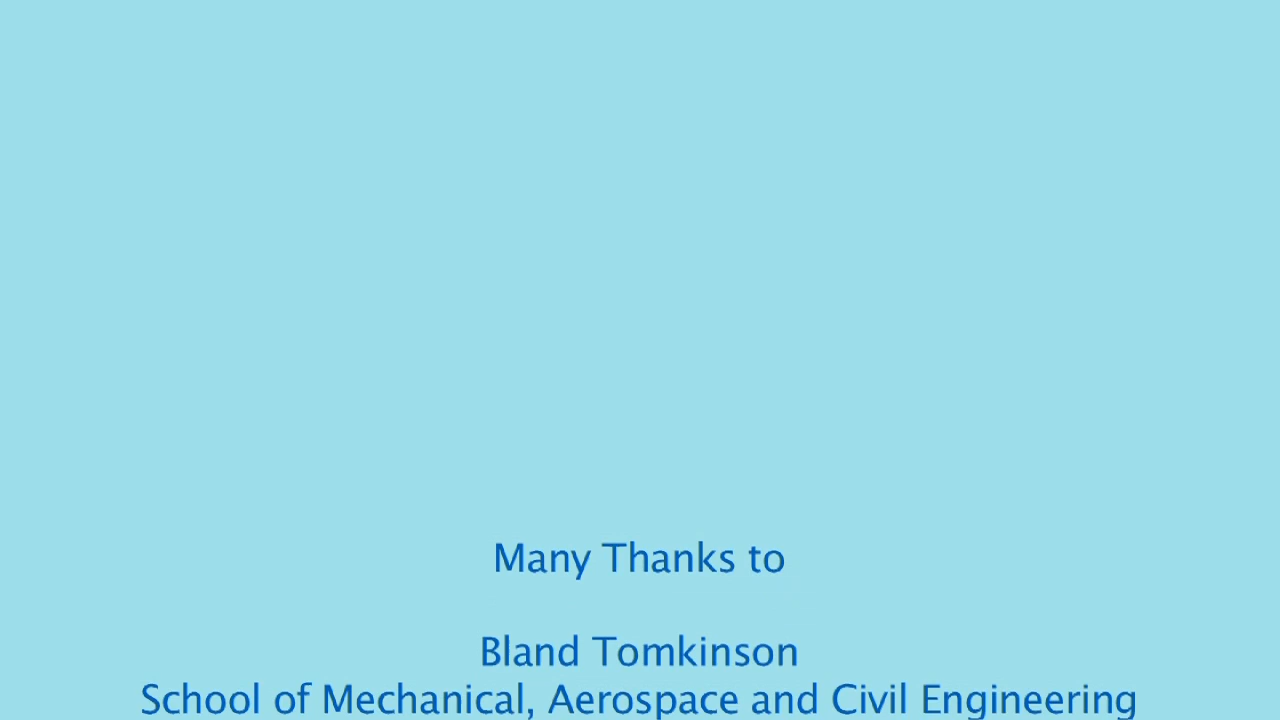 Many Thanks to
Bland Tomkinson
School of Mechanical, Aerospace and Civil Engineering